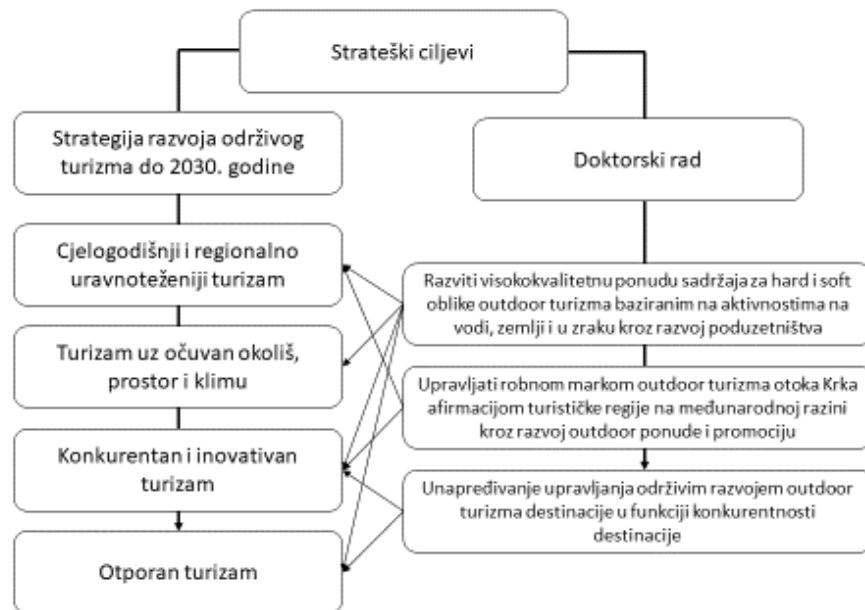 Strateški ciljevi
Strategija razvoja održivog
turizma do 2030. godine
Doktorski rad
Cjelogodišnji i regionalno
uravnoteženiji turizam
Turizam uz očuvan okoliš,
prostor i klimu
Konkurentan i inovativan
turizam
Otporan turizam
Razviti visokokvalitetnu ponudu sadržaja za hard i soft
oblike outdoor turizma baziranim na aktivnostima na
vodi, zemlji i u zraku kroz razvoj poduzetništva
Upravljati robnom markom outdoor turizma otoka Krka
afirmacijom turističke regije na međunarodnoj razini
kroz razvoj outdoor ponude i promociju
Unapređivanje upravljanja održivim razvojem outdoor
turizma destinacije u funkciji konkurentnosti
destinacije